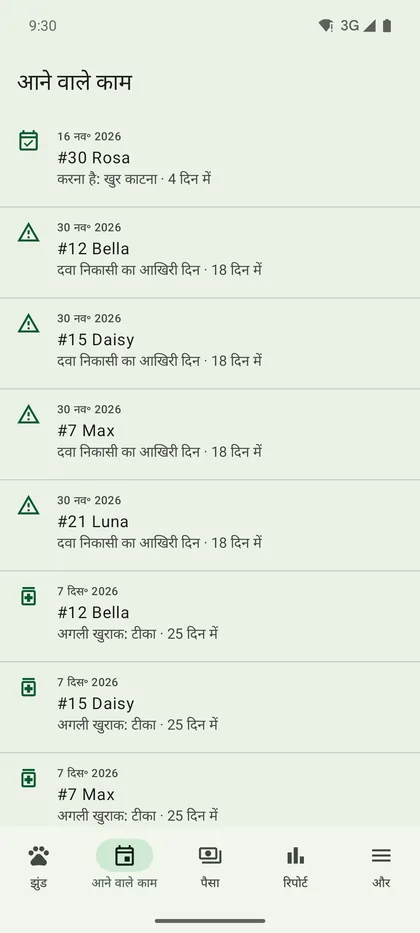 9:30
3G
आने वाले काम
16 नव॰ 2026
#30 Rosa
करना है: खुर काटना · 4 दिन में
30 नव॰ 2026
#12 Bella
दवा निकासी का आखिरी दिन · 18 दिन में
30 नव॰ 2026
#15 Daisy
दवा निकासी का आखिरी दिन · 18 दिन में
30 नव॰ 2026
#7 Max
दवा निकासी का आखिरी दिन · 18 दिन में
30 नव॰ 2026
#21 Luna
दवा निकासी का आखिरी दिन · 18 दिन में
7 दिस॰ 2026
#12 Bella
अगली खुराक: टीका · 25 दिन में
7 दिस॰ 2026
#15 Daisy
अगली खुराक: टीका · 25 दिन में
7 दिस॰ 2026
#7 Max
अगली खुराक: टीका · 25 दिन में
झुंड
आने वाले काम
पैसा
रिपोर्ट
और